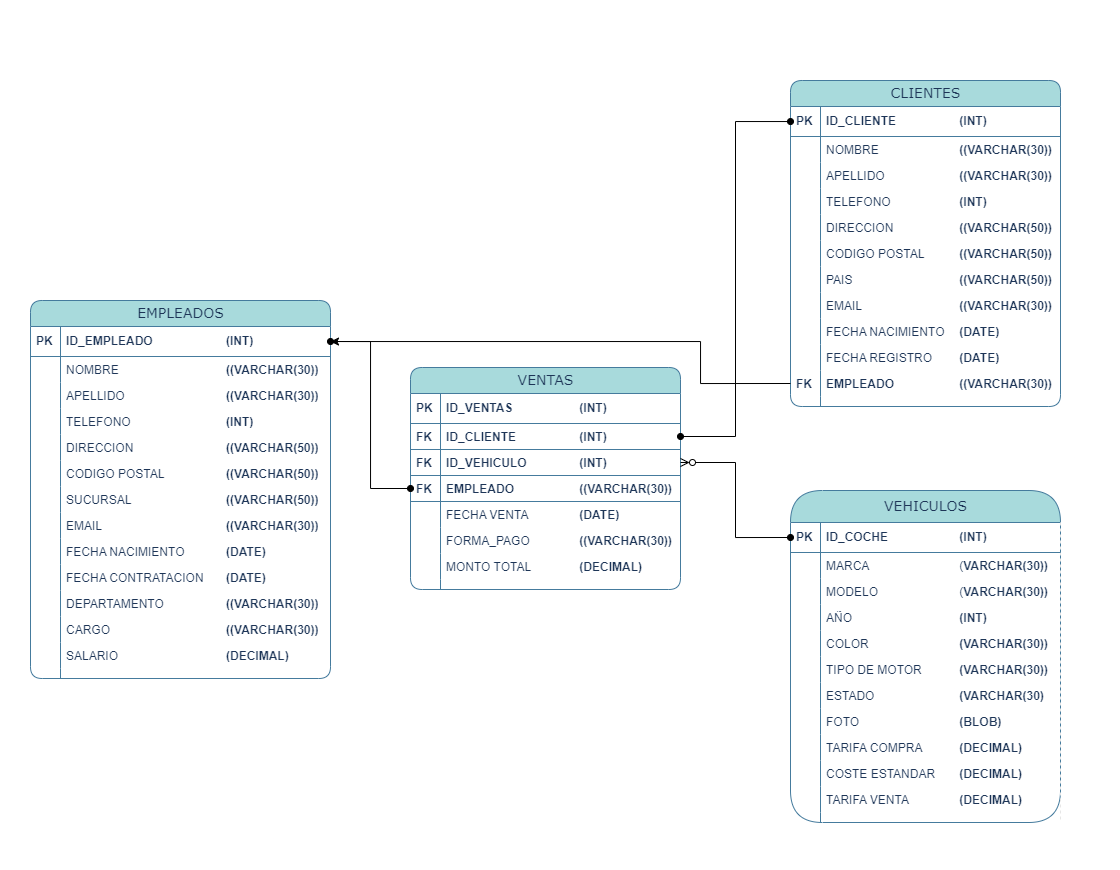 CLIENTES
PK ID_CLIENTE (INT)
NOMBRE ((VARCHAR(30))
APELLIDO ((VARCHAR(30))
TELEFONO (INT)
DIRECCION ((VARCHAR(50))
CODIGO POSTAL ((VARCHAR(50))
PAIS ((VARCHAR(50))
EMAIL ((VARCHAR(30))
FECHA NACIMIENTO (DATE)
FECHA REGISTRO (DATE)
FK EMPLEADO ((VARCHAR(30))
EMPLEADOS
PK ID_EMPLEADO (INT)
NOMBRE ((VARCHAR(30))
APELLIDO ((VARCHAR(30))
TELEFONO (INT)
DIRECCION ((VARCHAR(50))
CODIGO POSTAL ((VARCHAR(50))
SUCURSAL ((VARCHAR(50))
EMAIL ((VARCHAR(30))
FECHA NACIMIENTO (DATE)
FECHA CONTRATACION (DATE)
DEPARTAMENTO ((VARCHAR(30))
CARGO ((VARCHAR(30))
SALARIO (DECIMAL)
VENTAS
PK ID_VENTAS (INT)
FK ID_CLIENTE (INT)
FK ID_VEHICULO (INT)
FK EMPLEADO ((VARCHAR(30))
FECHA VENTA (DATE)
FORMA_PAGO ((VARCHAR(30))
MONTO TOTAL (DECIMAL)
VEHICULOS
PK ID_COCHE (INT)
MARCA (VARCHAR(30))
MODELO (VARCHAR(30))
AÑO (INT)
COLOR (VARCHAR(30))
TIPO DE MOTOR (VARCHAR(30))
ESTADO (VARCHAR(30)
FOTO (BLOB)
TARIFA COMPRA (DECIMAL)
COSTE ESTANDAR (DECIMAL)
TARIFA VENTA (DECIMAL)